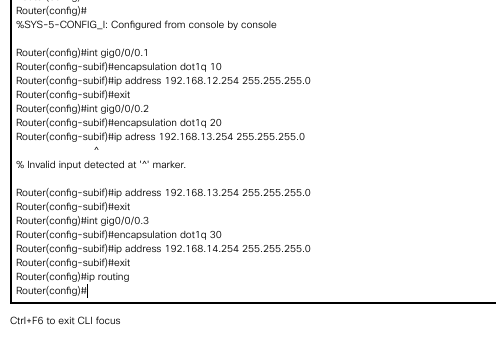 Router(config)#
%SYS-5-CONFIG_I: Configured from console by console
Router(config)#int gig0/0/0.1
Router(config-subif)#encapsulation dot1q 10
Router(config-subif)#ip address 192.168.12.254 255.255.255.0
Router(config-subif)#exit
Router(config)#int gig0/0/0.2
Router(config-subif)#encapsulation dot1q 20
Router(config-subif)#ip adress 192.168.13.254 255.255.255.0
^
% Invalid input detected at '^' marker.
Router(config-subif)#ip address 192.168.13.254 255.255.255.0
Router(config-subif)#exit
Router(config)#int gig0/0/0.3
Router(config-subif)#encapsulation dot1q 30
Router(config-subif)#ip address 192.168.14.254 255.255.255.0
Router(config-subif)#exit
Router(config)#ip routing
Router(config)#
Ctrl+F6 to exit CLI focus